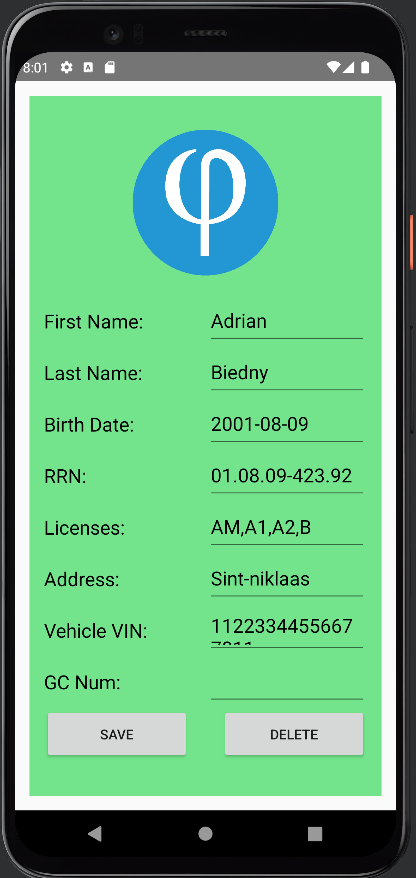 8:01
φ
First Name: Adrian
Last Name: Biedny
Birth Date: 2001-08-09
RRN: 01.08.09-423.92
Licenses: AM,A1,A2,B
Address: Sint-niklaas
Vehicle VIN: 1122334455667
GC Num:
SAVE DELETE